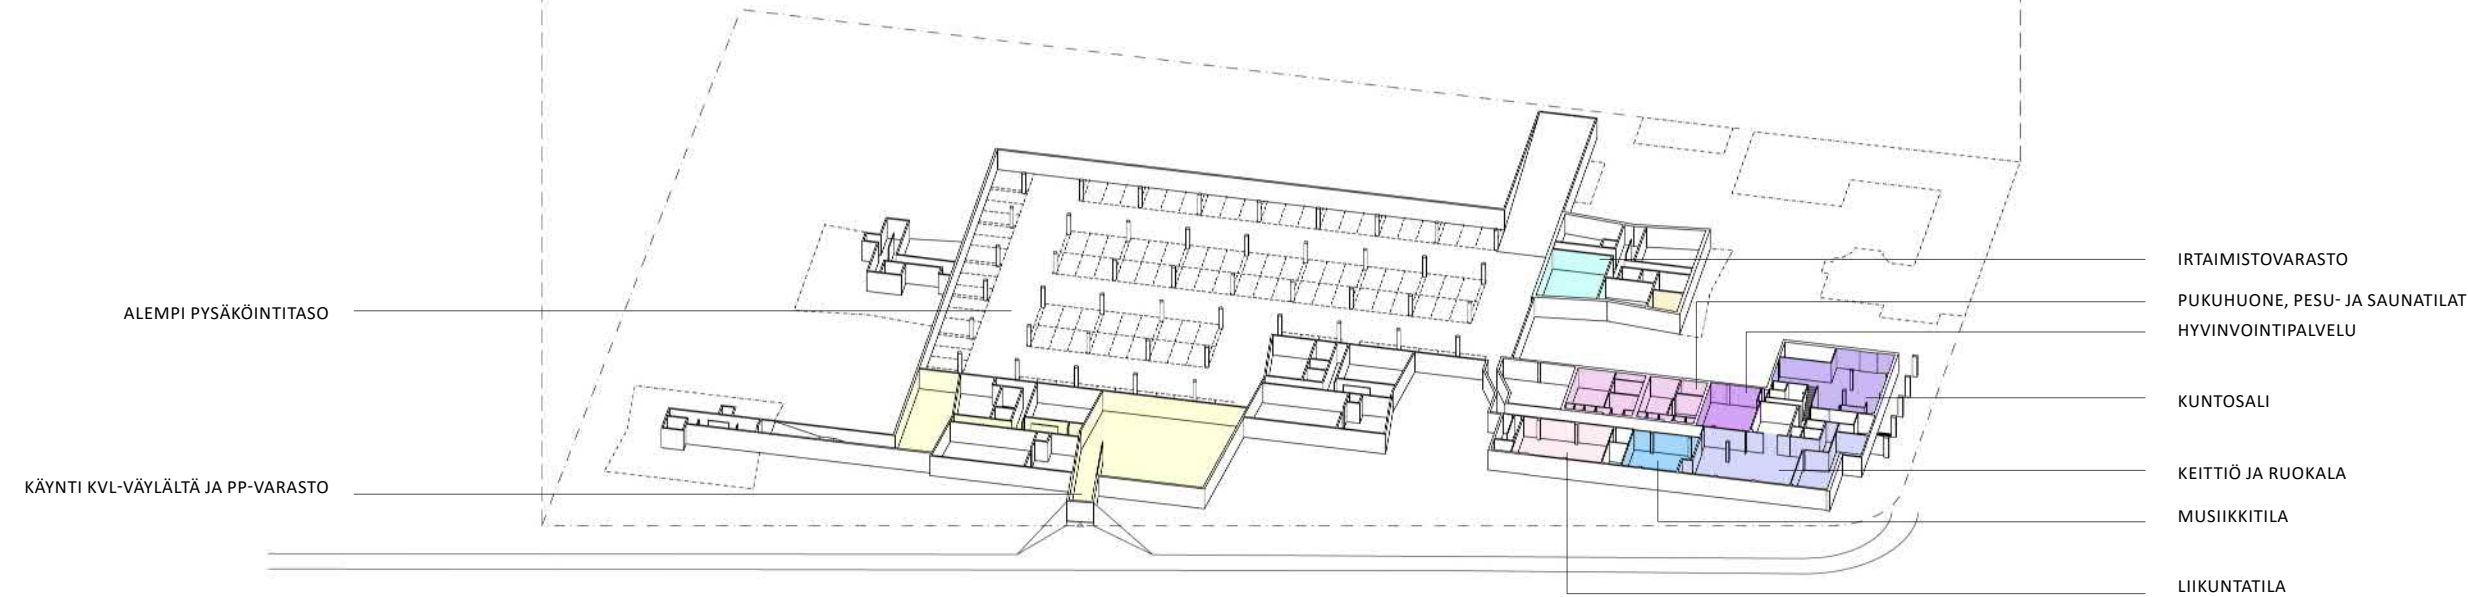 ALEMPI PYSÄKÖINTITASO
KÄYNTI KVL-VÄYLÄLTÄ JA PP-VARASTO
IRTAIMISTOVARASTO
PUKUHUONE, PESU- JA SAUNATILAT
HYVINVOINTIPALVELU
KUNTOSALI
KEITTIÖ JA RUOKALA
MUSIIKKITILA
LIIKUNTATILA